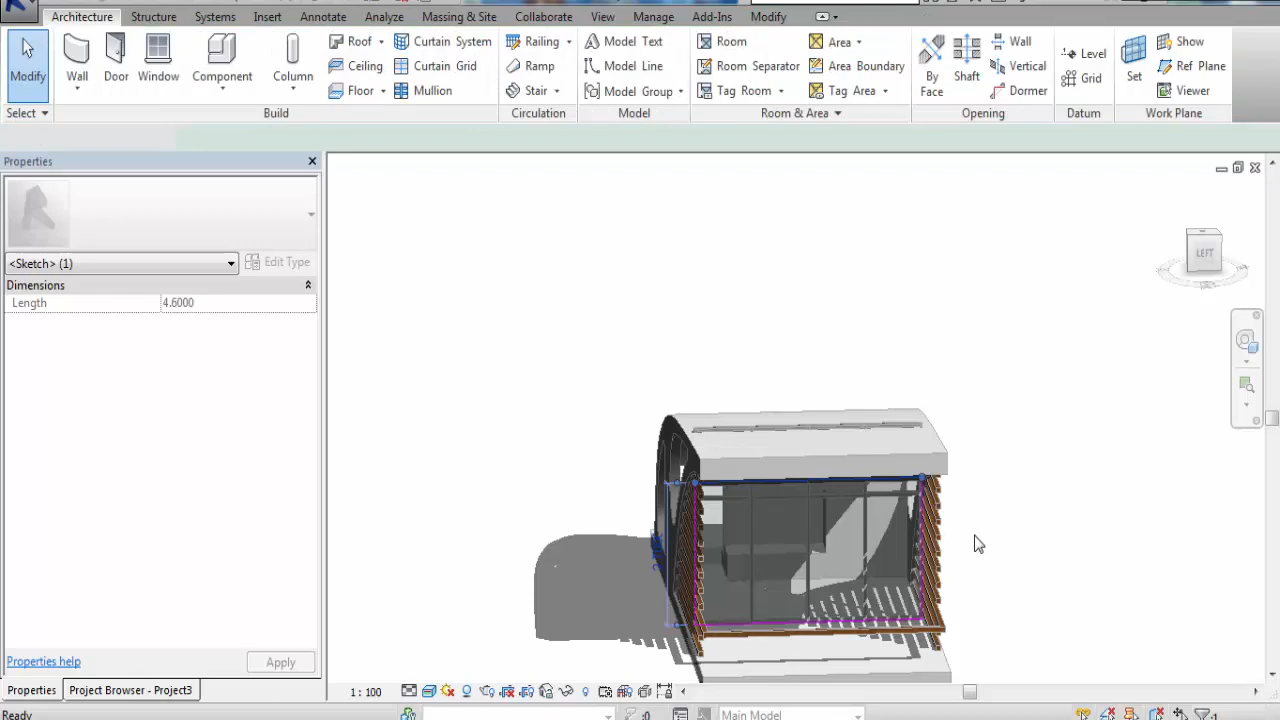 Architecture Structure Systems Insert Annotate Analyze Massing & Site Collaborate View Manage Add-Ins Modify
Modify Wall Door Window Component Column
Roof Curtain System
Ceiling Curtain Grid
Floor Mullion
Railing
Ramp
Stair
Model Text
Model Line
Model Group
Room Area
Room Separator Area Boundary
Tag Room Tag Area
By Face Shaft
Wall
Vertical
Dormer
Level
Grid
Set
Show
Ref Plane
Viewer
Select Build Circulation Model Room & Area Opening Datum Work Plane
Properties
<Sketch> (1) Edit Type
Dimensions
Length 4.6000
LEFT
Properties help Apply
Properties Project Browser - Project3
1 : 100
Ready :0 Main Model